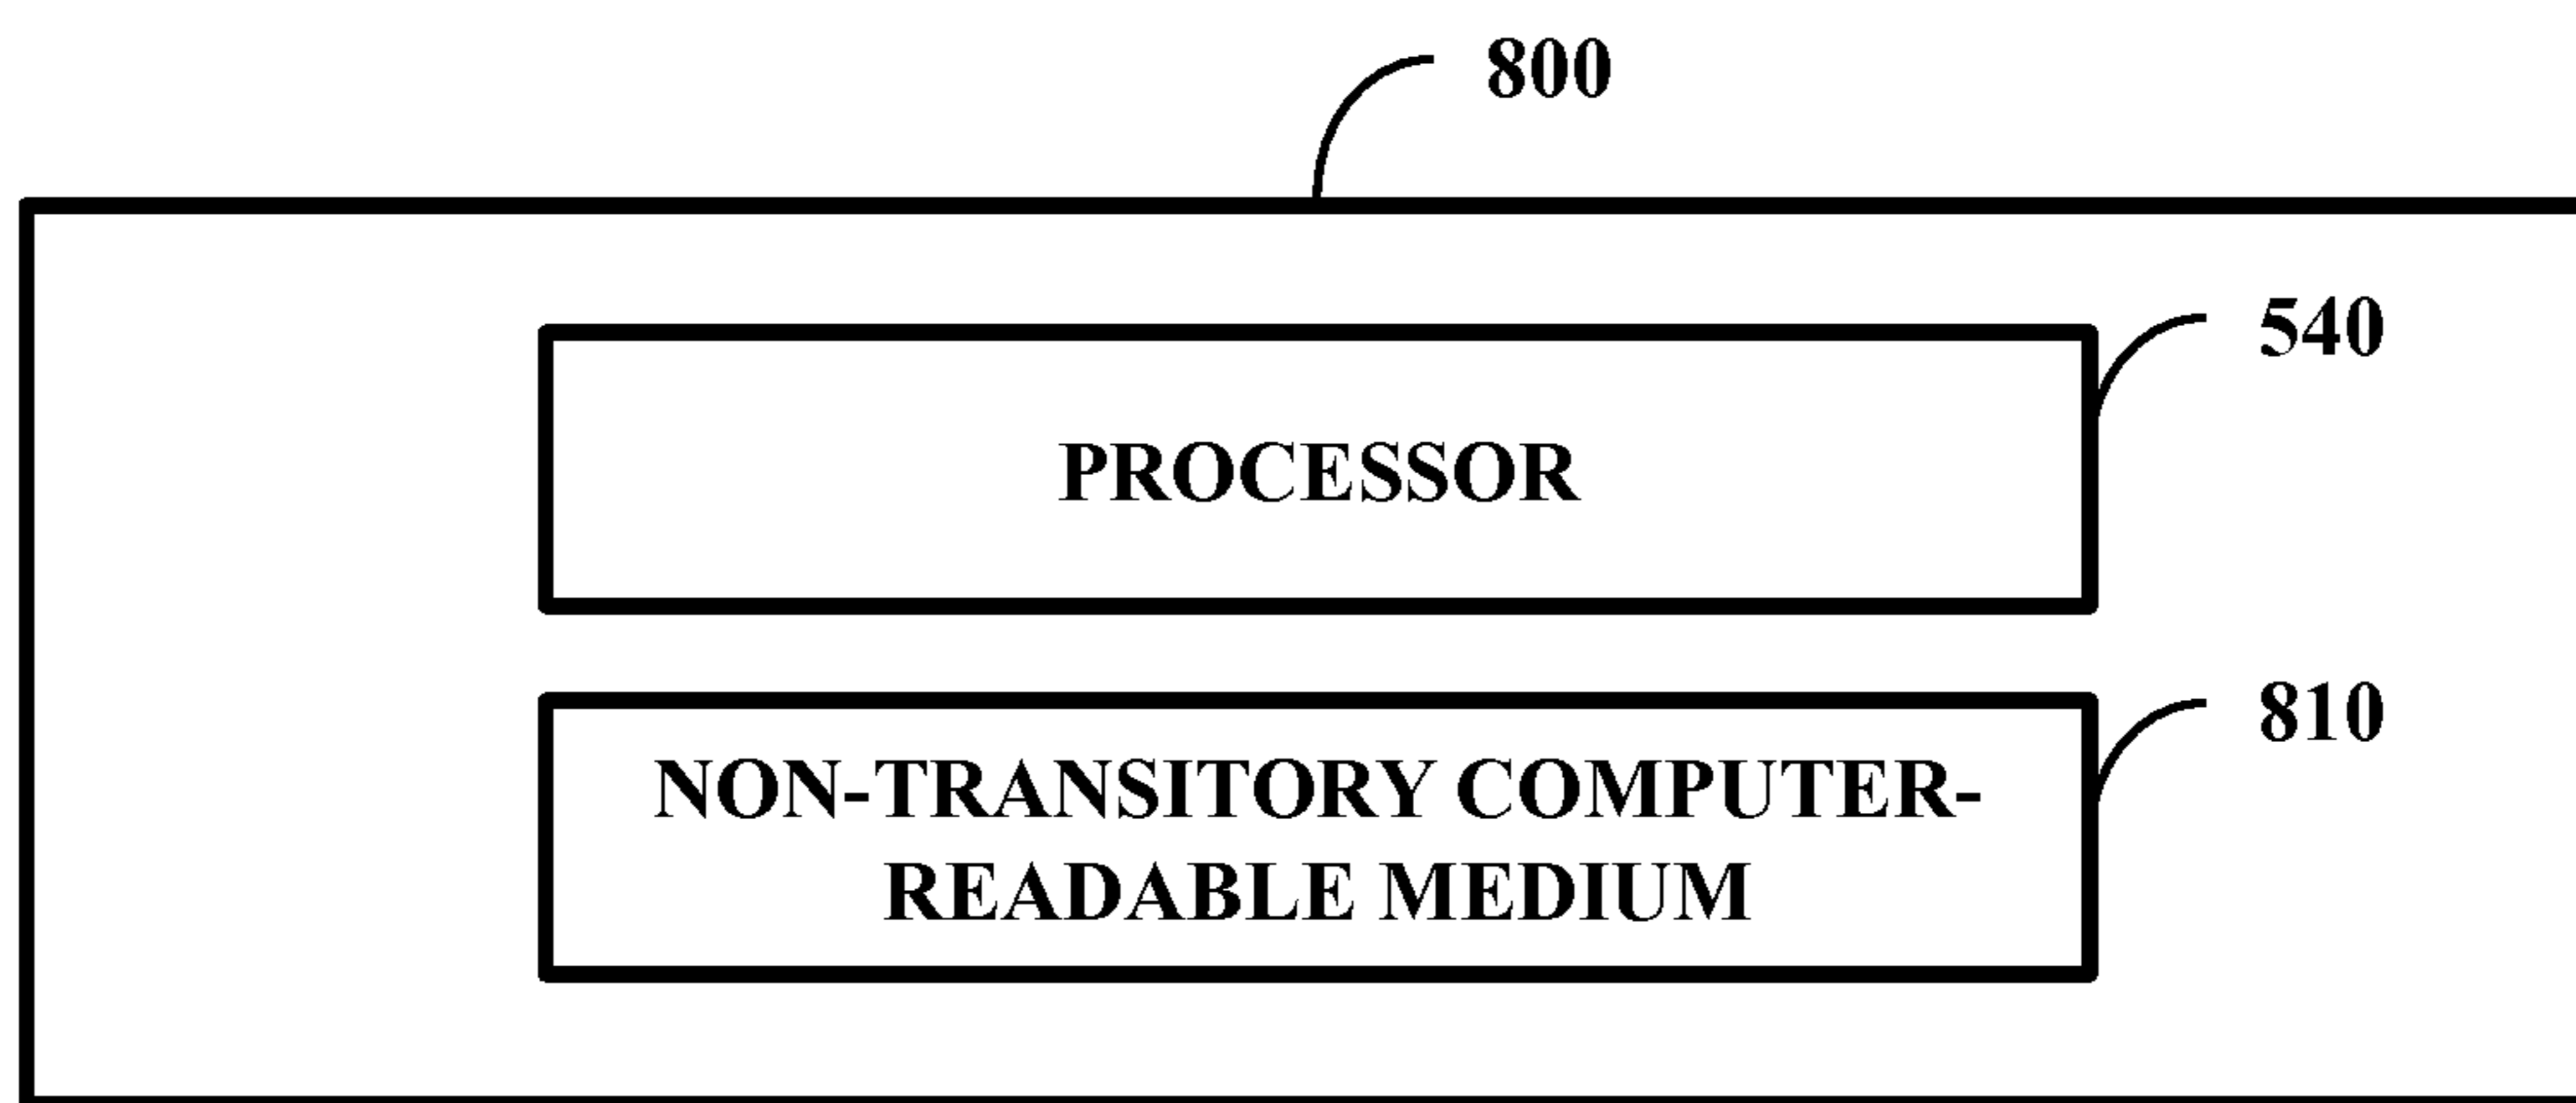 800
540
PROCESSOR
810
NON-TRANSITORY COMPUTER-
READABLE MEDIUM